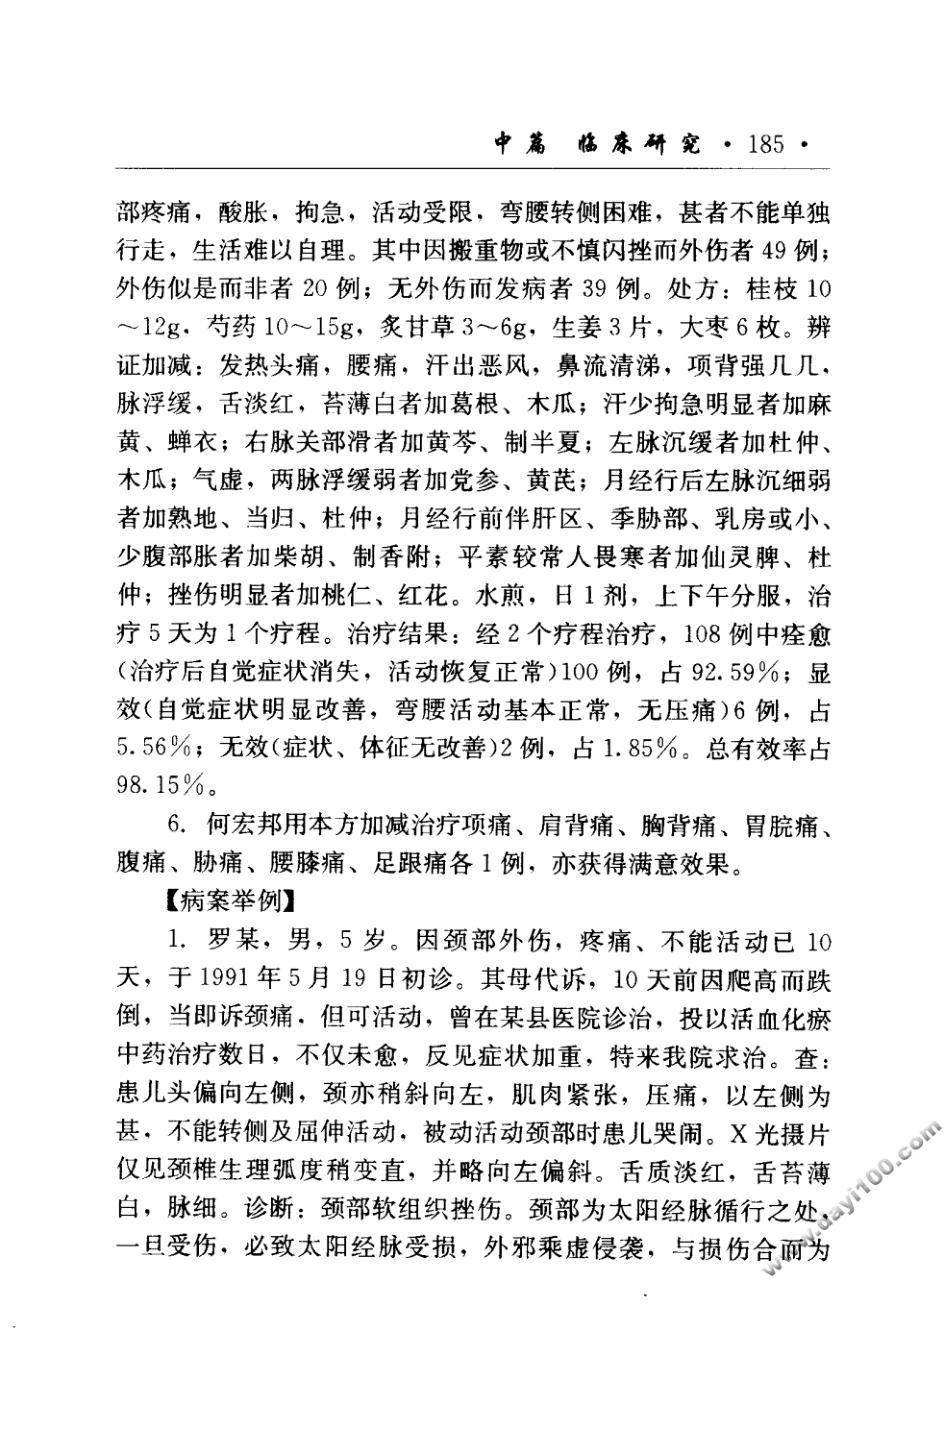 中篇 临床研究 · 185 ·
部疼痛，酸胀，拘急，活动受限，弯腰转侧困难，甚者不能单独
行走，生活难以自理。其中因搬重物或不慎闪挫而外伤者 49 例；
外伤似是而非者 20 例；无外伤而发病者 39 例。处方：桂枝 10
～12g，芍药 10～15g，炙甘草 3～6g，生姜 3 片，大枣 6 枚。辨
证加减：发热头痛，腰痛，汗出恶风，鼻流清涕，项背强几几，
脉浮缓，舌淡红，苔薄白者加葛根、木瓜；汗少拘急明显者加麻
黄、蝉衣；右脉关部滑者加黄芩、制半夏；左脉沉缓者加杜仲、
木瓜；气虚，两脉浮缓弱者加党参、黄芪；月经行后左脉沉细弱
者加熟地、当归、杜仲；月经行前伴肝区、季胁部、乳房或小、
少腹部胀者加柴胡、制香附；平素较常人畏寒者加仙灵脾、杜
仲；挫伤明显者加桃仁、红花。水煎，日 1 剂，上下午分服，治
疗 5 天为 1 个疗程。治疗结果：经 2 个疗程治疗，108 例中痊愈
(治疗后自觉症状消失，活动恢复正常)100 例，占 92.59%；显
效(自觉症状明显改善，弯腰活动基本正常，无压痛)6 例，占
5.56%；无效(症状、体征无改善)2 例，占 1.85%。总有效率占
98.15%。
6. 何宏邦用本方加减治疗项痛、肩背痛、胸背痛、胃脘痛、
腹痛、胁痛、腰膝痛、足跟痛各 1 例，亦获得满意效果。
【病案举例】
1. 罗某，男，5 岁。因颈部外伤，疼痛、不能活动已 10
天，于 1991 年 5 月 19 日初诊。其母代诉，10 天前因爬高而跌
倒，当即诉颈痛，但可活动，曾在某县医院诊治，投以活血化瘀
中药治疗数日，不仅未愈，反见症状加重，特来我院求治。查：
患儿头偏向左侧，颈亦稍斜向左，肌肉紧张，压痛，以左侧为
甚，不能转侧及屈伸活动，被动活动颈部时患儿哭闹。X 光摄片
仅见颈椎生理弧度稍变直，并略向左偏斜。舌质淡红，舌苔薄
白，脉细。诊断：颈部软组织挫伤。颈部为太阳经脉循行之处，
一旦受伤，必致太阳经脉受损，外邪乘虚侵袭，与损伤合而为
www.dayi100.com